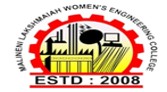 MALINENI LAKSHMAIAH WOMEN'S ENGINEERING COLLEGE
ESTD : 2008